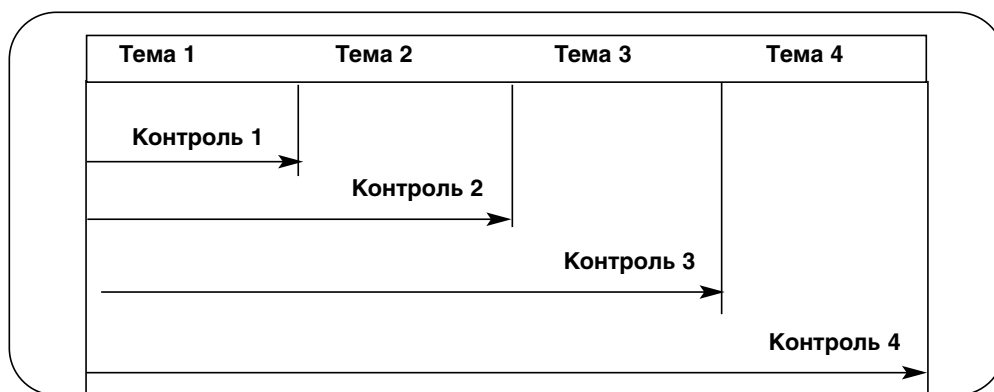 Тема 1 Тема 2 Тема 3 Тема 4
Контроль 1
Контроль 2
Контроль 3
Контроль 4